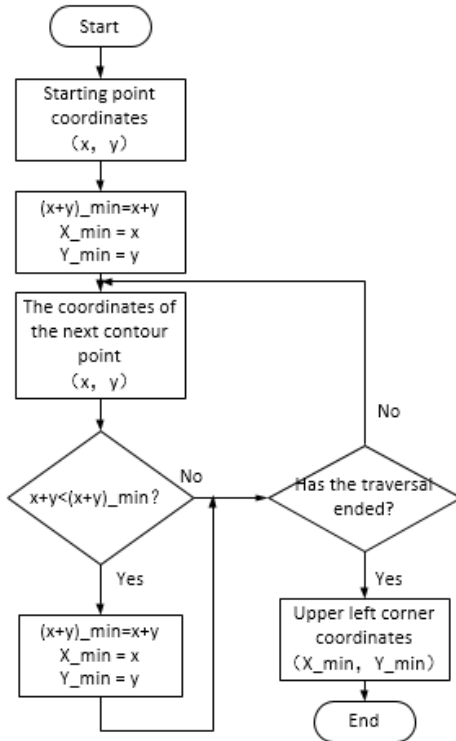 Start
Starting point
coordinates
（x，y）
(x+y)_min=x+y
X_min = x
Y_min = y
The coordinates of
the next contour
point
（x，y）
x+y<(x+y)_min？
No
Yes
(x+y)_min=x+y
X_min = x
Y_min = y
No
Has the traversal
ended?
Yes
Upper left corner
coordinates
（X_min，Y_min）
End